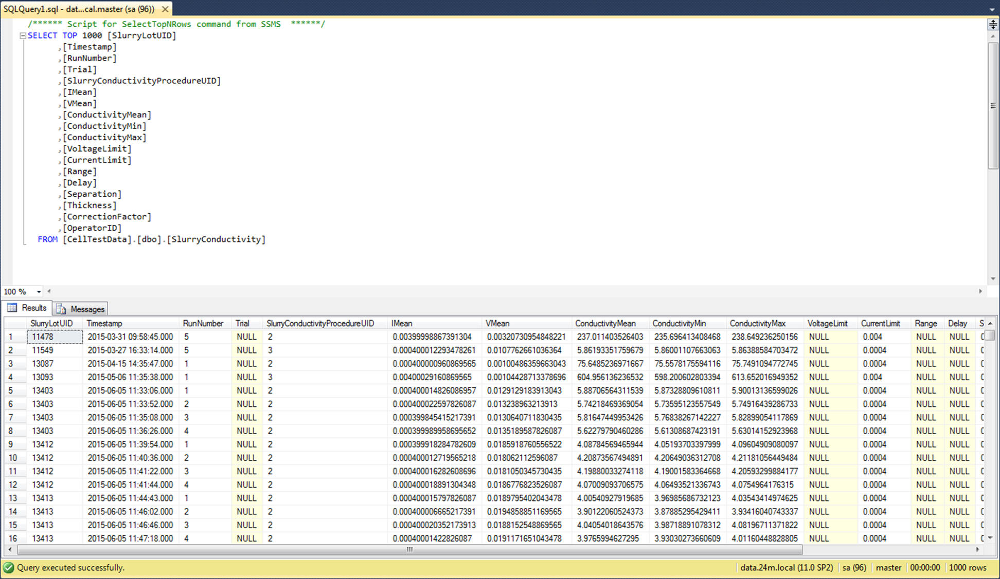 SQLQuery1.sql - dat...cal.master (sa (96))
/****** Script for SelectTopNRows command from SSMS  ******/
SELECT TOP 1000 [SlurryLotUID]
,[Timestamp]
,[RunNumber]
,[Trial]
,[SlurryConductivityProcedureUID]
,[IMean]
,[VMean]
,[ConductivityMean]
,[ConductivityMin]
,[ConductivityMax]
,[VoltageLimit]
,[CurrentLimit]
,[Range]
,[Delay]
,[Separation]
,[Thickness]
,[CorrectionFactor]
,[OperatorID]
FROM [CellTestData].[dbo].[SlurryConductivity]
100 %
Results Messages
SlurryLotUID Timestamp RunNumber Trial SlurryConductivityProcedureUID IMean VMean ConductivityMean ConductivityMin ConductivityMax VoltageLimit CurrentLimit Range Delay S
1 11478 2015-03-31 09:58:45.000 5 NULL 2 0.00399998867391304 0.00320730954848221 237.011403526403 235.696413408468 238.649236250156 NULL 0.004 NULL NULL
2 11549 2015-03-27 16:33:14.000 5 NULL 3 0.000400012293478261 0.0107762661036364 5.86193351759679 5.86001107663063 5.86388584703472 NULL 0.0004 NULL NULL
3 13087 2015-04-15 14:35:47.000 1 NULL 2 0.000400000960869565 0.00100486359663043 75.6485236971667 75.5578175594116 75.7491094772745 NULL 0.0004 NULL NULL
4 13093 2015-05-06 11:35:38.000 1 NULL 3 0.00400029160869565 0.00104428713378696 604.956136236532 598.200602803394 613.652016949352 NULL 0.004 NULL NULL
5 13403 2015-06-05 11:33:06.000 1 NULL 2 0.000400014826086957 0.0129129183913043 5.88706564311539 5.87328809610811 5.90013136599026 NULL 0.0004 NULL NULL
6 13403 2015-06-05 11:33:52.000 2 NULL 2 0.000400022597826087 0.013238963213913 5.74218469369054 5.73595123557549 5.74916439286733 NULL 0.0004 NULL NULL
7 13403 2015-06-05 11:35:08.000 3 NULL 2 0.000399845415217391 0.0130640711830435 5.81647449953426 5.76838267142227 5.82899054117869 NULL 0.0004 NULL NULL
8 13403 2015-06-05 11:36:26.000 4 NULL 2 0.000399989958695652 0.0135189587826087 5.62279790460286 5.61308687423191 5.63014152923968 NULL 0.0004 NULL NULL
9 13412 2015-06-05 11:39:54.000 1 NULL 2 0.000399918284782609 0.0185918760556522 4.08784569465944 4.05193703397999 4.09604909080097 NULL 0.0004 NULL NULL
10 13412 2015-06-05 11:40:36.000 2 NULL 2 0.000400012719565218 0.018062112596087 4.20873567494891 4.20649036312708 4.21181056449484 NULL 0.0004 NULL NULL
11 13412 2015-06-05 11:41:22.000 3 NULL 2 0.000400016282608696 0.0181050345730435 4.19880033274118 4.19001583364668 4.20593299884177 NULL 0.0004 NULL NULL
12 13412 2015-06-05 11:41:44.000 4 NULL 2 0.000400018891304348 0.0186776823526087 4.07009093706575 4.06493521336743 4.0754964176315 NULL 0.0004 NULL NULL
13 13413 2015-06-05 11:44:43.000 1 NULL 2 0.000400015797826087 0.0189795402043478 4.00540927919685 3.96985686732123 4.03543414974625 NULL 0.0004 NULL NULL
14 13413 2015-06-05 11:46:02.000 2 NULL 2 0.000400006665217391 0.0194858851169565 3.90122060524373 3.87885295429411 3.93416040743337 NULL 0.0004 NULL NULL
15 13413 2015-06-05 11:46:46.000 3 NULL 2 0.000400020352173913 0.0188152548869565 4.04054018643576 3.98718891078312 4.08196711371822 NULL 0.0004 NULL NULL
16 13413 2015-06-05 11:47:18.000 4 NULL 2 0.00040001422826087 0.0191171651043478 3.9765994627295 3.93030273660609 4.01160448828805 NULL 0.0004 NULL NULL
Query executed successfully. data.24m.local (11.0 SP2) sa (96) master 00:00:00 1000 rows